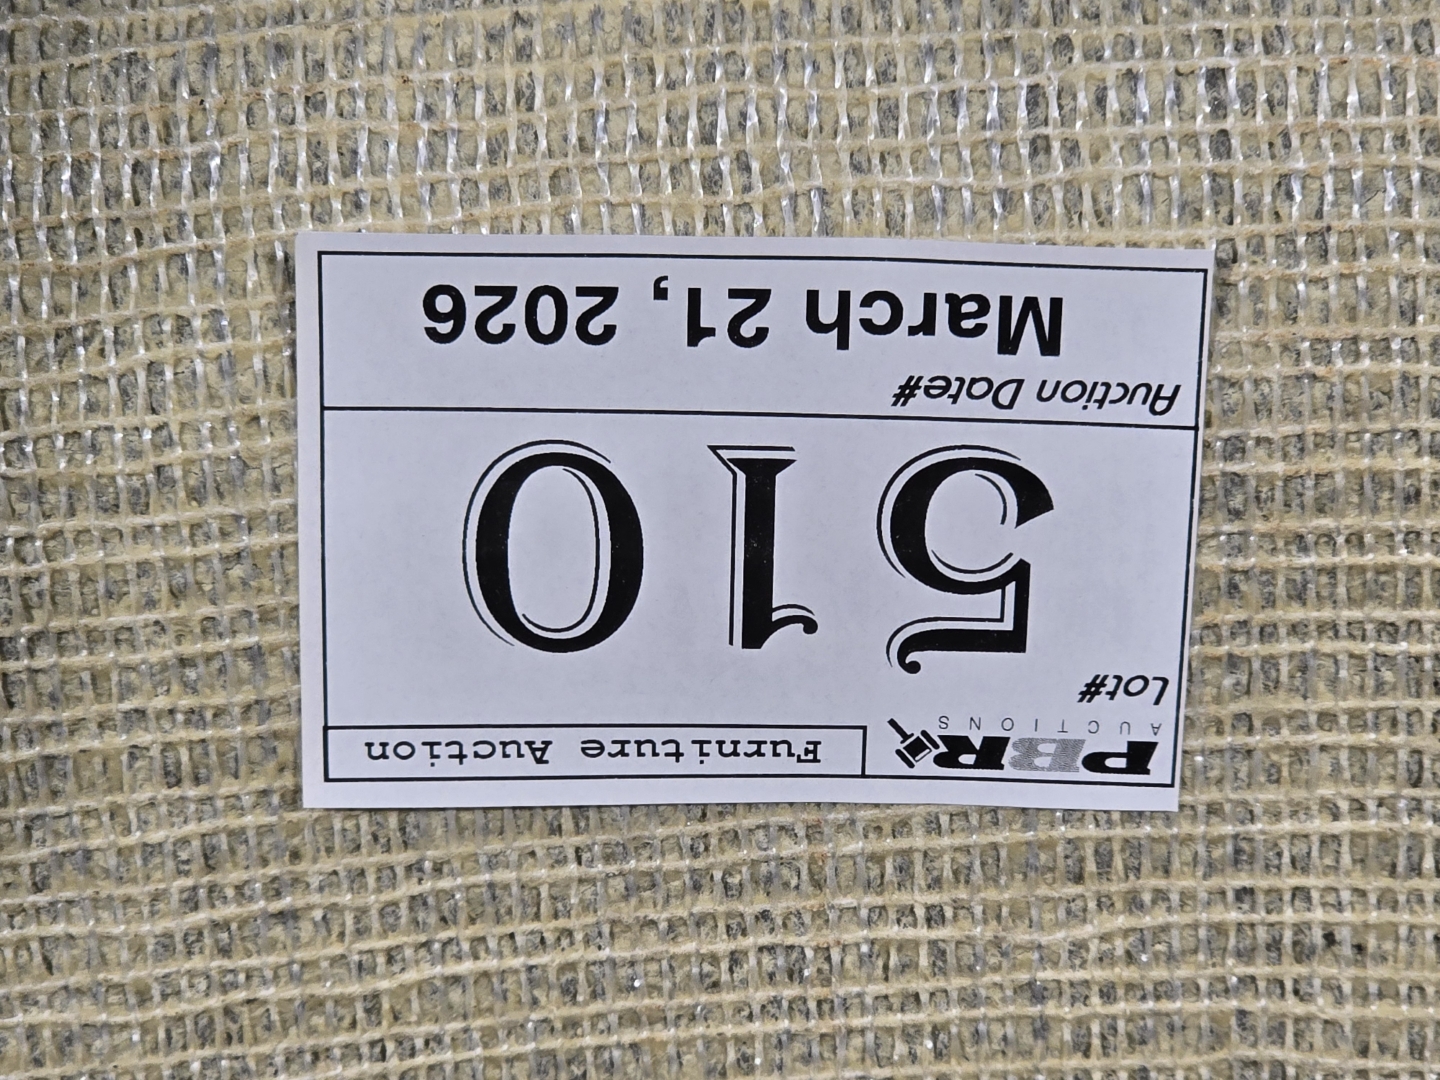 PBR
AUCTIONS
Furniture Auction
Lot#
510
Auction Date#
March 21, 2026